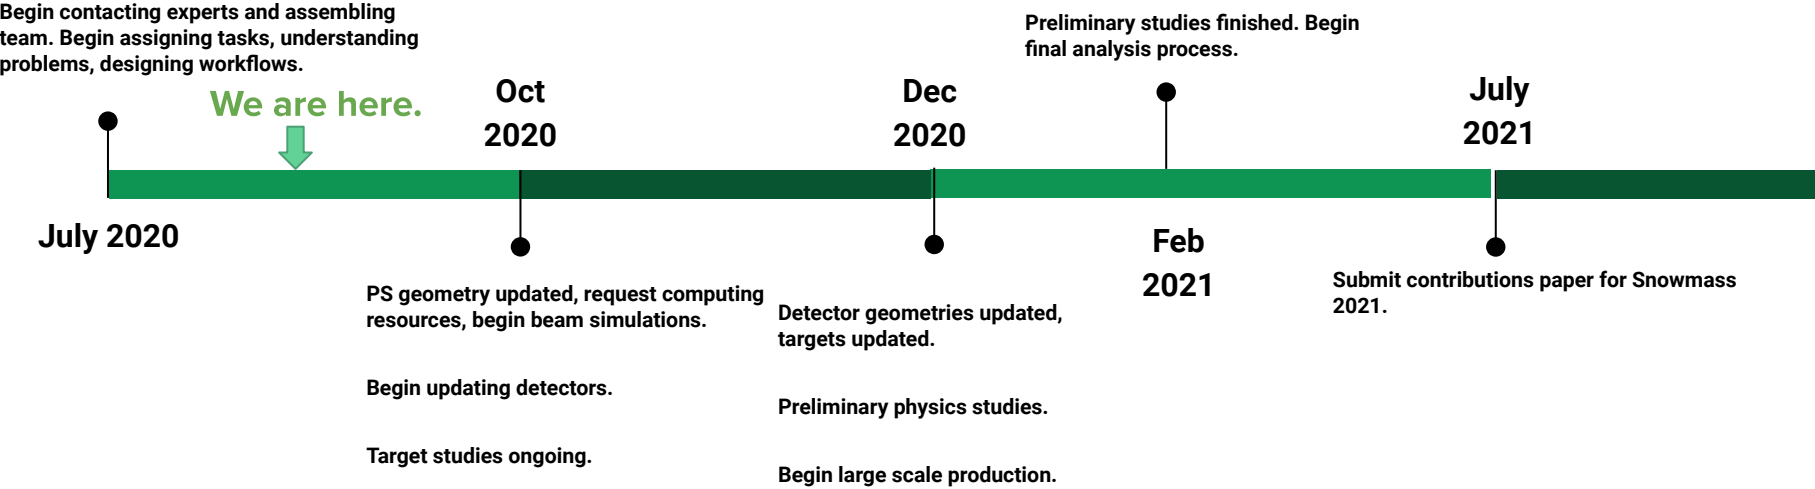 Begin contacting experts and assembling
team. Begin assigning tasks, understanding
problems, designing workflows.
We are here.
July 2020
Oct
2020
PS geometry updated, request computing
resources, begin beam simulations.
Begin updating detectors.
Target studies ongoing.
Dec
2020
Detector geometries updated,
targets updated.
Preliminary physics studies.
Begin large scale production.
Preliminary studies finished. Begin
final analysis process.
Feb
2021
July
2021
Submit contributions paper for Snowmass
2021.